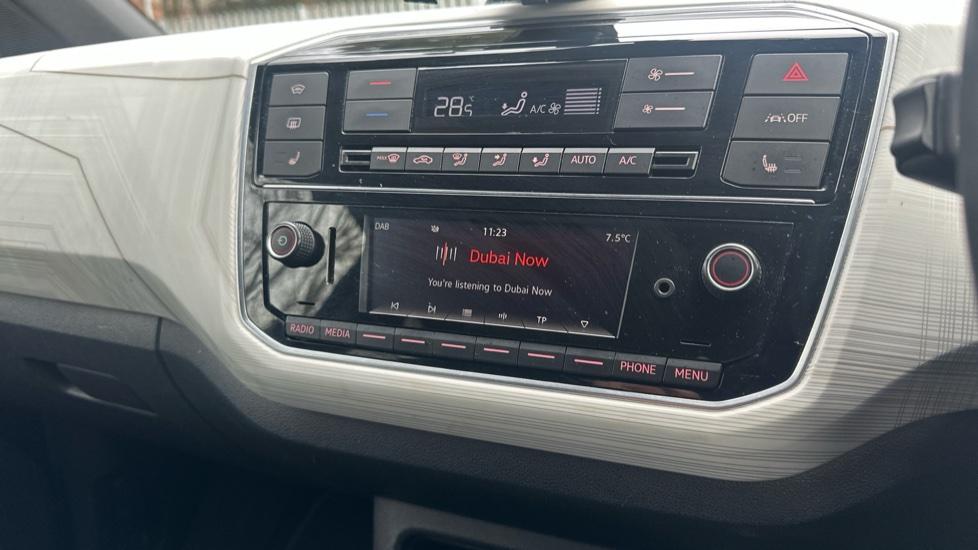 28.5 °C A/C
OFF
MAX AUTO A/C
DAB 11:23 7.5°C
Dubai Now
You're listening to Dubai Now
TP
RADIO MEDIA PHONE MENU